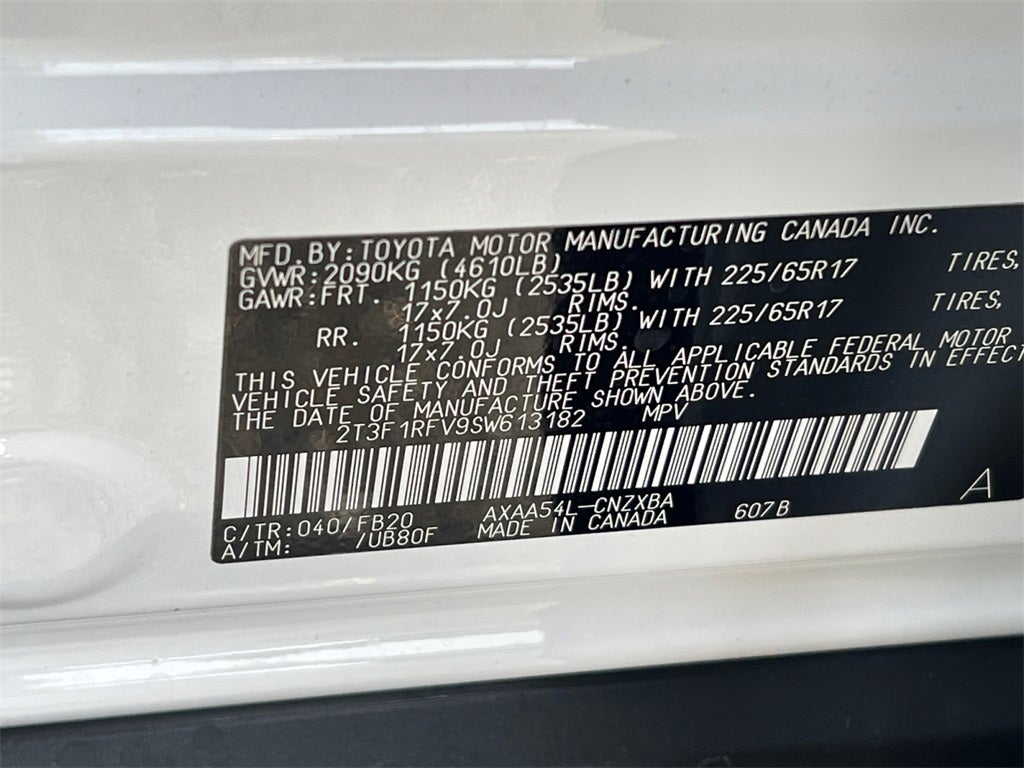 MFD.BY:TOYOTA MOTOR MANUFACTURING CANADA INC.
GVWR:2090KG (4610LB)
GAWR:FRT. 1150KG (2535LB) WITH 225/65R17 TIRES,
17x7.0J RIMS.
RR. 1150KG (2535LB) WITH 225/65R17 TIRES,
17x7.0J RIMS.
THIS VEHICLE CONFORMS TO ALL APPLICABLE FEDERAL MOTOR
VEHICLE SAFETY AND THEFT PREVENTION STANDARDS IN EFFECT
THE DATE OF MANUFACTURE SHOWN ABOVE.
2T3F1RFV9SW613182 MPV
C/TR:040/FB20 AXAA54L-CNZXBA 607B A
A/TM: /UB80F MADE IN CANADA